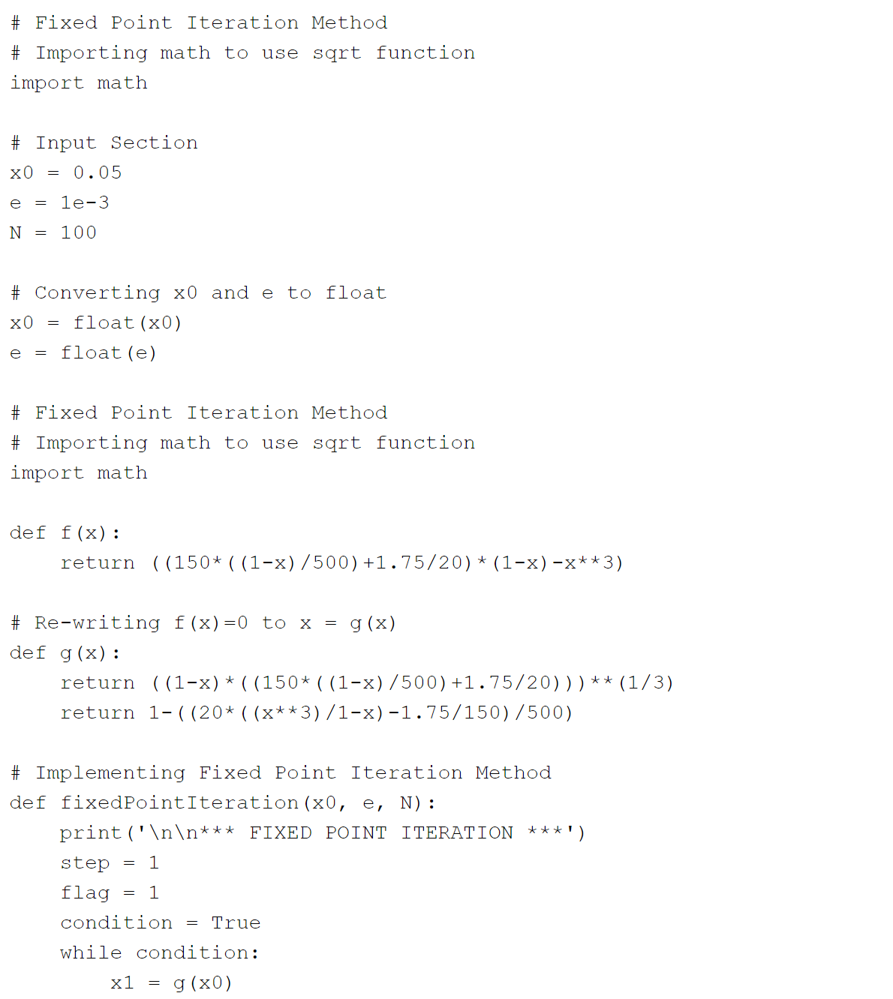 # Fixed Point Iteration Method
# Importing math to use sqrt function
import math

# Input Section
x0 = 0.05
e = 1e-3
N = 100

# Converting x0 and e to float
x0 = float(x0)
e = float(e)

# Fixed Point Iteration Method
# Importing math to use sqrt function
import math

def f(x):
    return ((150*((1-x)/500)+1.75/20)*(1-x)-x**3)

# Re-writing f(x)=0 to x = g(x)
def g(x):
    return ((1-x)*((150*((1-x)/500)+1.75/20)))**(1/3)
    return 1-((20*((x**3)/1-x)-1.75/150)/500)

# Implementing Fixed Point Iteration Method
def fixedPointIteration(x0, e, N):
    print('\n\n*** FIXED POINT ITERATION ***')
    step = 1
    flag = 1
    condition = True
    while condition:
        x1 = g(x0)